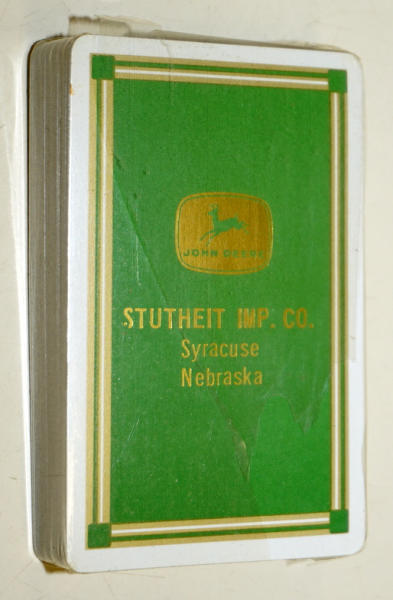 JOHN DEERE
STUTHEIT IMP. CO.
Syracuse
Nebraska